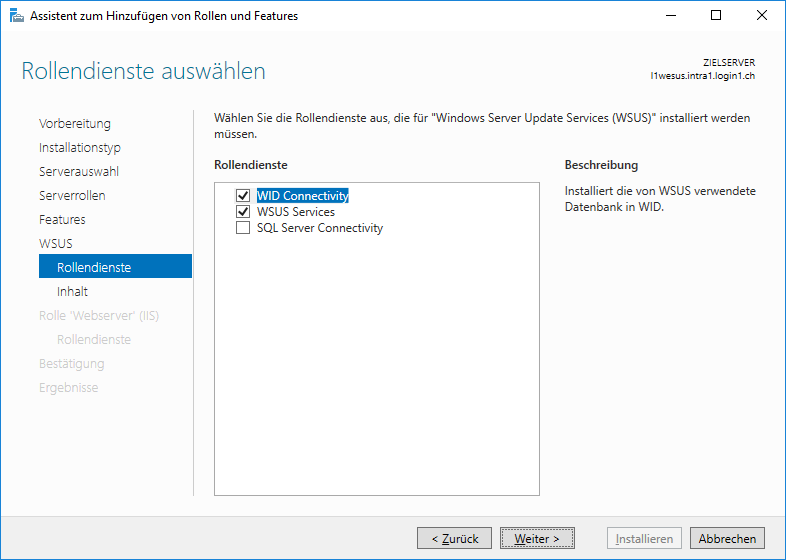 Assistent zum Hinzufügen von Rollen und Features
Rollendienste auswählen
ZIELSERVER
l1wesus.intra1.login1.ch
Vorbereitung
Installationstyp
Serverauswahl
Serverrollen
Features
WSUS
Rollendienste
Inhalt
Rolle 'Webserver' (IIS)
Rollendienste
Bestätigung
Ergebnisse
Wählen Sie die Rollendienste aus, die für "Windows Server Update Services (WSUS)" installiert werden
müssen.
Rollendienste
WID Connectivity
WSUS Services
SQL Server Connectivity
Beschreibung
Installiert die von WSUS verwendete
Datenbank in WID.
< Zurück
Weiter >
Installieren
Abbrechen